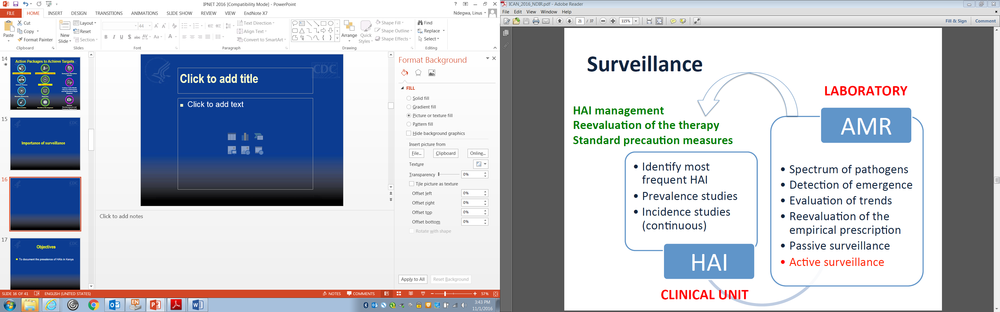 IPNET 2016 [Compatibility Mode] - PowerPoint
?
FILE HOME INSERT DESIGN TRANSITIONS ANIMATIONS SLIDE SHOW REVIEW VIEW EndNote X7
Ndegwa, Linus
Paste
Cut
Copy
Format Painter
Clipboard
New
Slide
Layout
Reset
Section
Slides
44
B I U S abc AV Aa A
Font
Text Direction
Align Text
Convert to SmartArt
Paragraph
Arrange
Quick
Styles
Shape Fill
Shape Outline
Shape Effects
Drawing
Find
Replace
Select
Editing
14
Action Packages to Achieve Targets
Surveillance
Reporting
Immunization
Workforce Development
15
CDC
Importance of surveillance
16
CDC
17
CDC
Objectives
To document the prevalence of HAIs in Kenya
CDC
Click to add title
Click to add text
Click to add notes
Format Background
FILL
Solid fill
Gradient fill
Picture or texture fill
Pattern fill
Hide background graphics
Insert picture from
File... Clipboard Online...
Texture
Transparency 0%
Tile picture as texture
Offset left 0%
Offset right 0%
Offset top 0%
Offset bottom 0%
Rotate with shape
Apply to All Reset Background
SLIDE 16 OF 41 ENGLISH (UNITED STATES) NOTES COMMENTS 57%
EN
3:43 PM
11/1/2016
ICAN_2016_NDIR.pdf - Adobe Reader
File Edit View Window Help
21 / 37 115% Fill & Sign Comment
Surveillance
LABORATORY
HAI management
Reevaluation of the therapy
Standard precaution measures
AMR
• Identify most
frequent HAI
• Prevalence studies
• Incidence studies
(continuous)
HAI
CLINICAL UNIT
• Spectrum of pathogens
• Detection of emergence
• Evaluation of trends
• Reevaluation of the
empirical prescription
• Passive surveillance
• Active surveillance